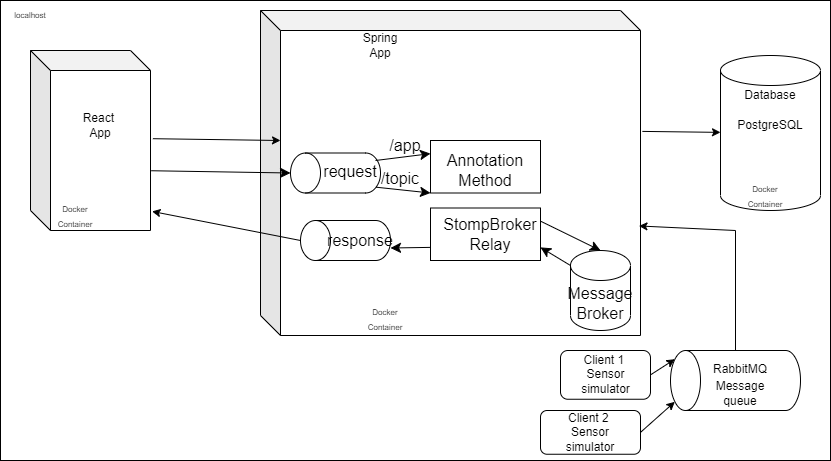 localhost
Spring
App
React
App
Docker
Container
Database
PostgreSQL
Docker
Container
/app
request
/topic
Annotation
Method
response
StompBroker
Relay
Message
Broker
Docker
Container
Client 1
Sensor
simulator
Client 2
Sensor
simulator
RabbitMQ
Message
queue